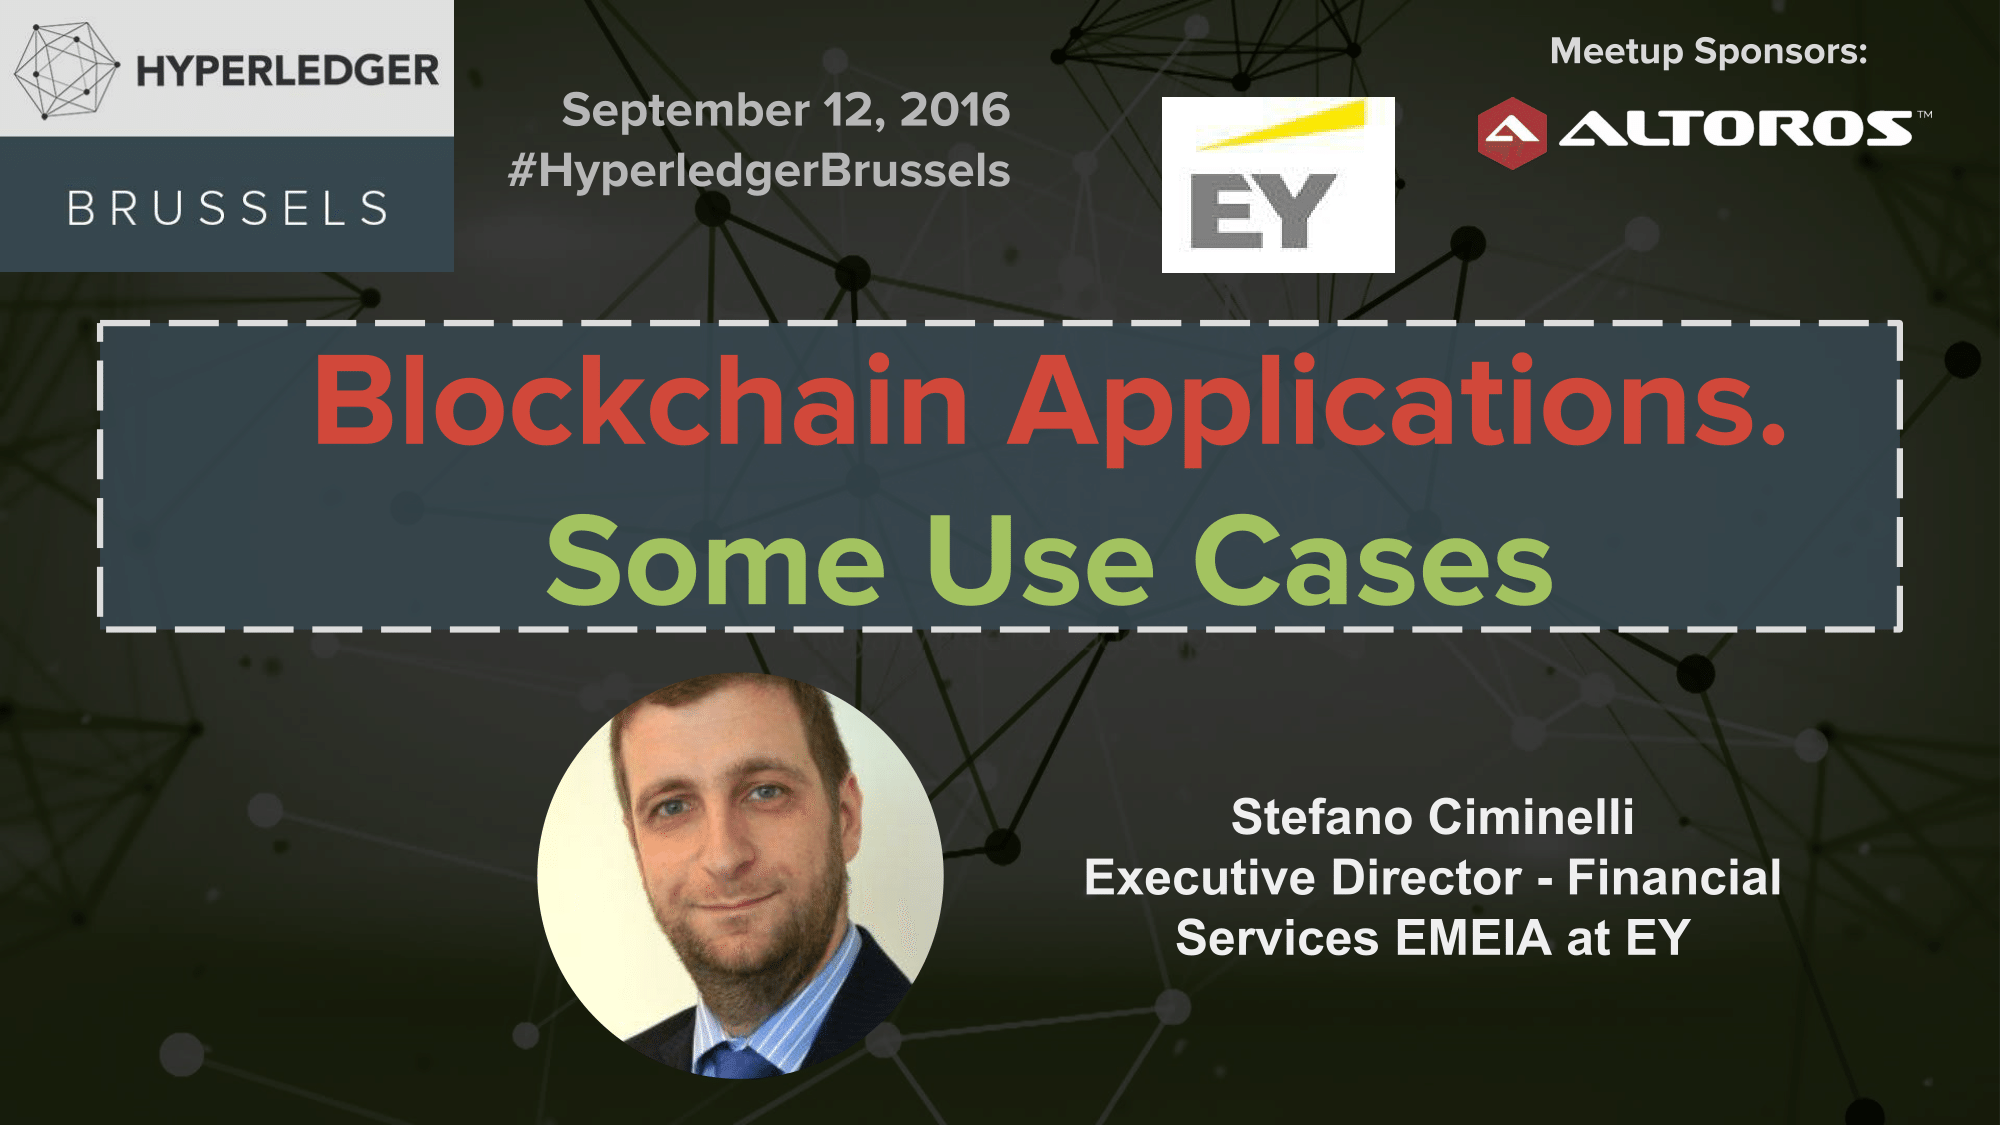 HYPERLEDGER
BRUSSELS
September 12, 2016
#HyperledgerBrussels
EY
Meetup Sponsors:
ALTOROS™
Blockchain Applications.
Some Use Cases
Stefano Ciminelli
Executive Director - Financial
Services EMEIA at EY